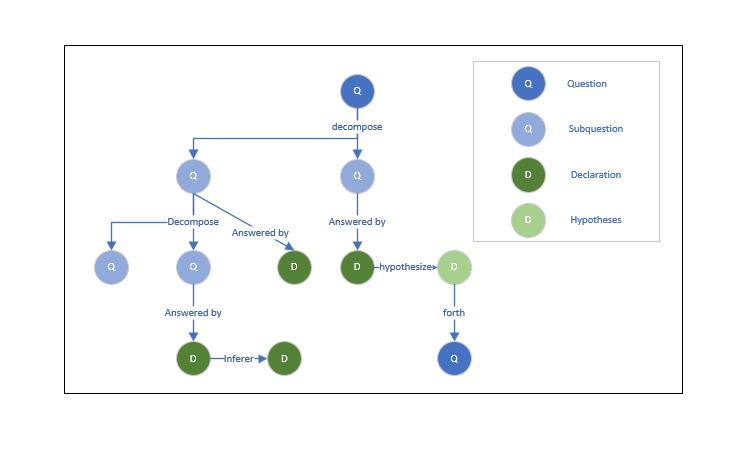 Q
Q Question
decompose
Q Subquestion
Q
Q
D Declaration
Decompose
Answered by
Answered by
D Hypotheses
Q
Q
D
D
hypothesize
D
Answered by
forth
D
Inferer
D
Q